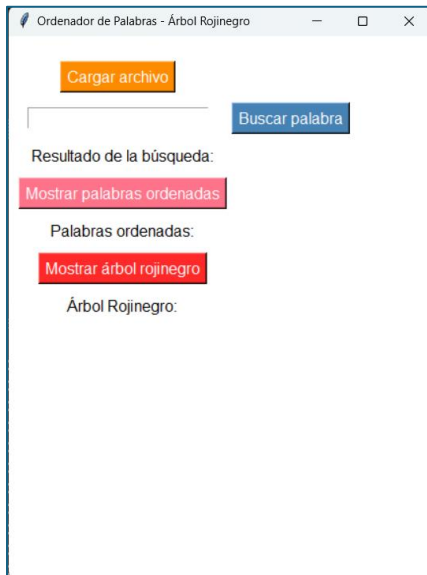 Ordenador de Palabras - Árbol Rojinegro
Cargar archivo
Buscar palabra
Resultado de la búsqueda:
Mostrar palabras ordenadas
Palabras ordenadas:
Mostrar árbol rojinegro
Árbol Rojinegro: